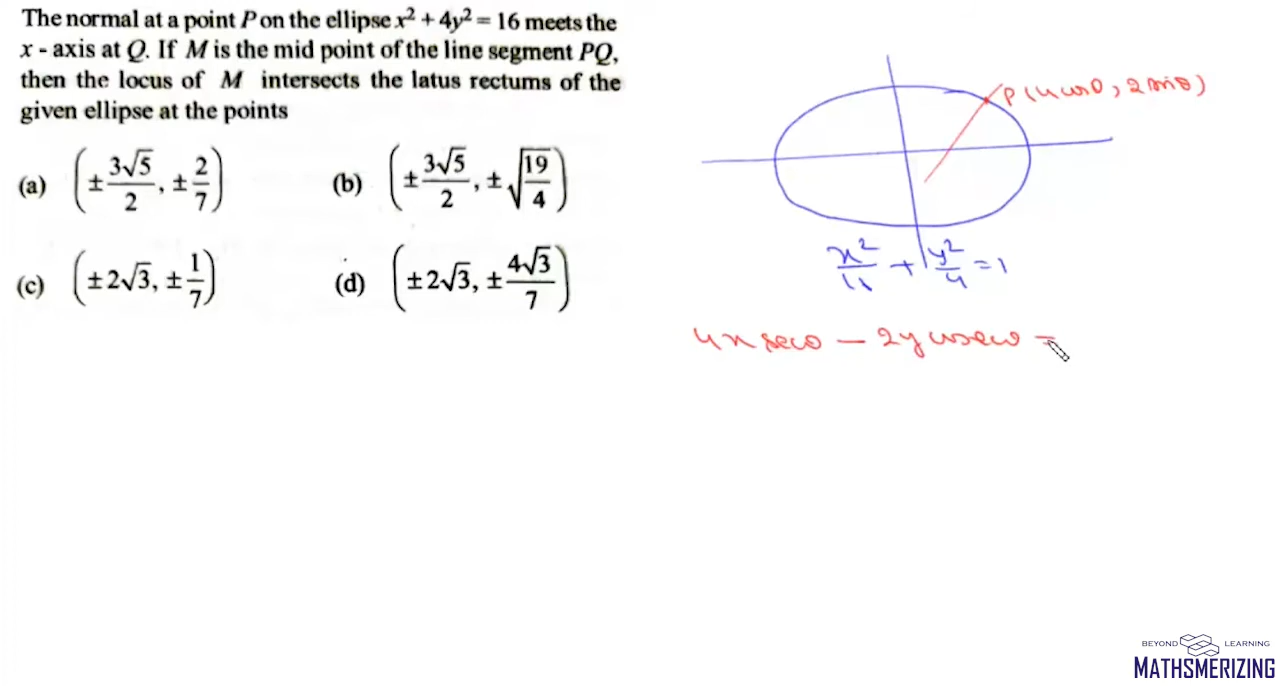 The normal at a point P on the ellipse x² + 4y² = 16 meets the
x - axis at Q. If M is the mid point of the line segment PQ,
then the locus of M intersects the latus rectums of the
given ellipse at the points
(a) (± 3√5/2 , ± 2/7) (b) (± 3√5/2 , ± √(19/4))
(c) (± 2√3, ± 1/7) (d) (± 2√3, ± 4√3/7)
P(4cosθ, 2sinθ)
x²/16 + y²/4 = 1
4x secθ − 2y cosecθ =
BEYOND LEARNING
MATHSMERIZING